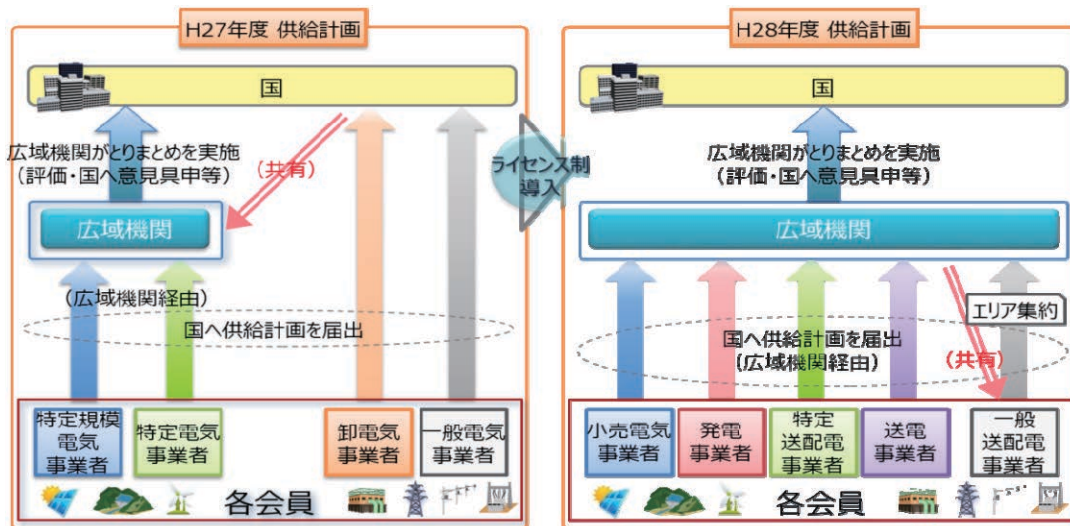 H27年度 供給計画
国
広域機関がとりまとめを実施
(評価・国へ意見具申等)
(共有)
広域機関
(広域機関経由)
国へ供給計画を届出
特定規模
電気
事業者
特定電気
事業者
卸電気
事業者
一般電気
事業者
各会員
ライセンス制
導入
H28年度 供給計画
国
広域機関がとりまとめを実施
(評価・国へ意見具申等)
広域機関
エリア集約
国へ供給計画を届出
(広域機関経由)
(共有)
小売電気
事業者
発電
事業者
特定
送配電
事業者
送電
事業者
一般
送配電
事業者
各会員